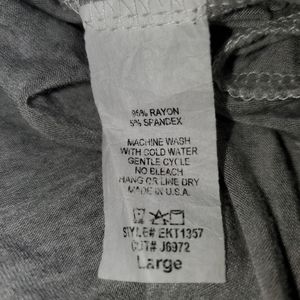 95% RAYON
5% SPANDEX
MACHINE WASH
WITH COLD WATER
GENTLE CYCLE
NO BLEACH
HANG OR LINE DRY
MADE IN U.S.A.
STYLE# EKT1357
CUT# J6972
Large